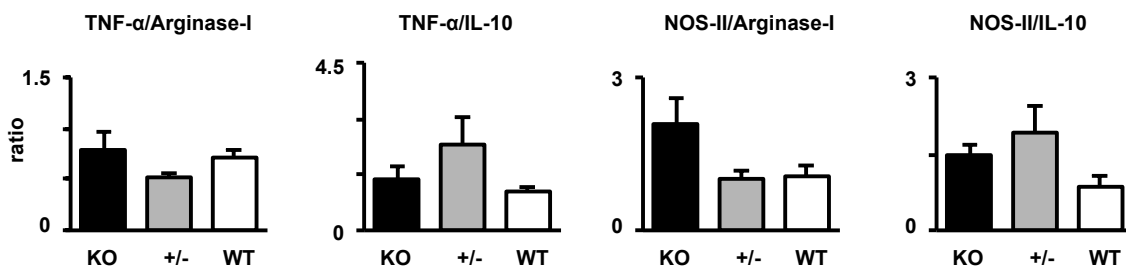 TNF-α/Arginase-I
TNF-α/IL-10
NOS-II/Arginase-I
NOS-II/IL-10
ratio
1.5
0
KO +/- WT
4.5
0
KO +/- WT
3
0
KO +/- WT
3
0
KO +/- WT